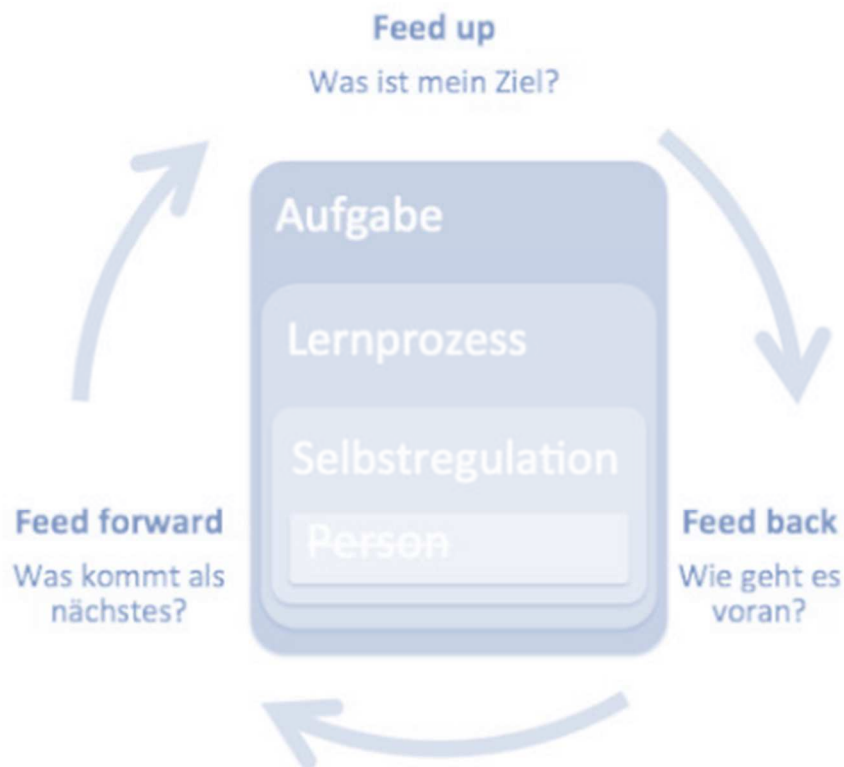 Feed up
Was ist mein Ziel?
Aufgabe
Lernprozess
Selbstregulation
Person
Feed forward
Was kommt als
nächstes?
Feed back
Wie geht es
voran?